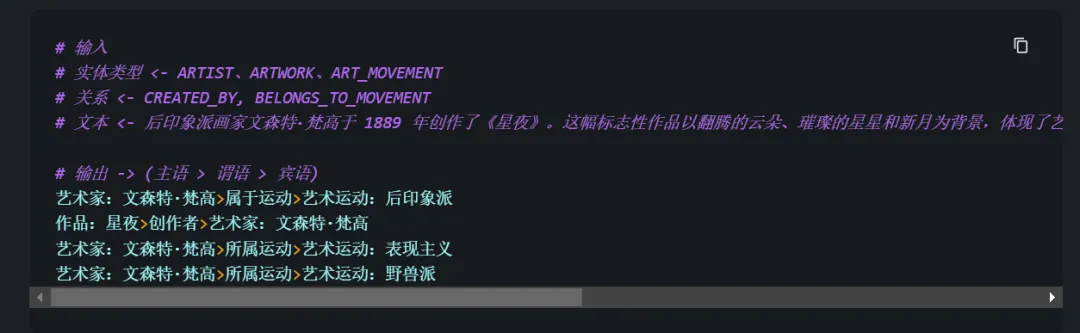 # 输入
# 实体类型 <- ARTIST、ARTWORK、ART_MOVEMENT
# 关系 <- CREATED_BY, BELONGS_TO_MOVEMENT
# 文本 <- 后印象派画家文森特·梵高于 1889 年创作了《星夜》。这幅标志性作品以翻腾的云朵、璀璨的星星和新月为背景，体现了艺
# 输出 -> (主语 > 谓语 > 宾语)
艺术家: 文森特·梵高>属于运动>艺术运动: 后印象派
作品: 星夜>创作者>艺术家: 文森特·梵高
艺术家: 文森特·梵高>所属运动>艺术运动: 表现主义
艺术家: 文森特·梵高>所属运动>艺术运动: 野兽派